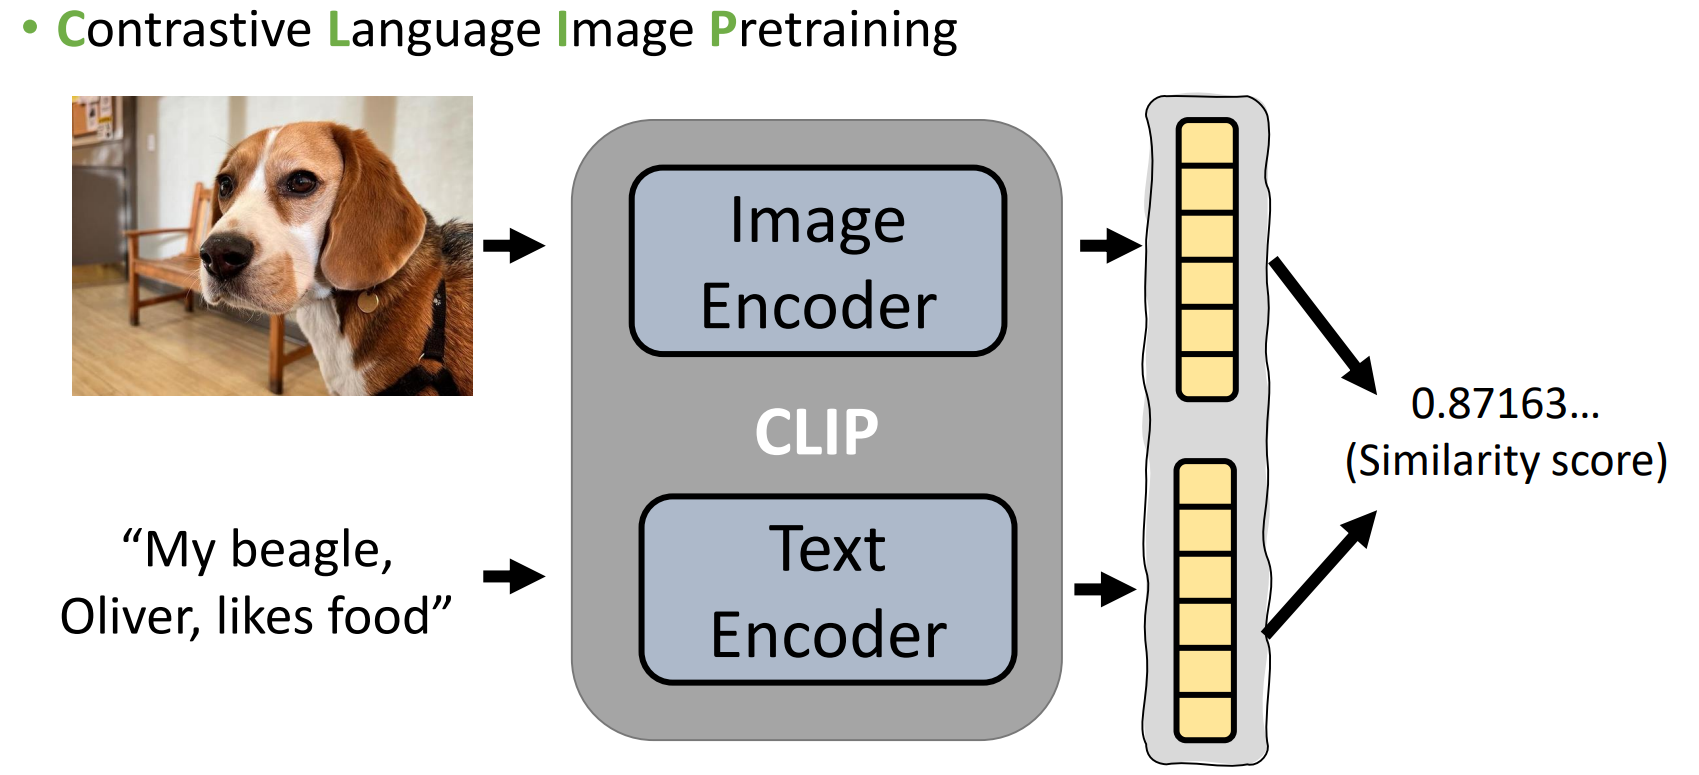 • Contrastive Language Image Pretraining
Image
Encoder
CLIP
Text
Encoder
“My beagle,
Oliver, likes food”
0.87163...
(Similarity score)